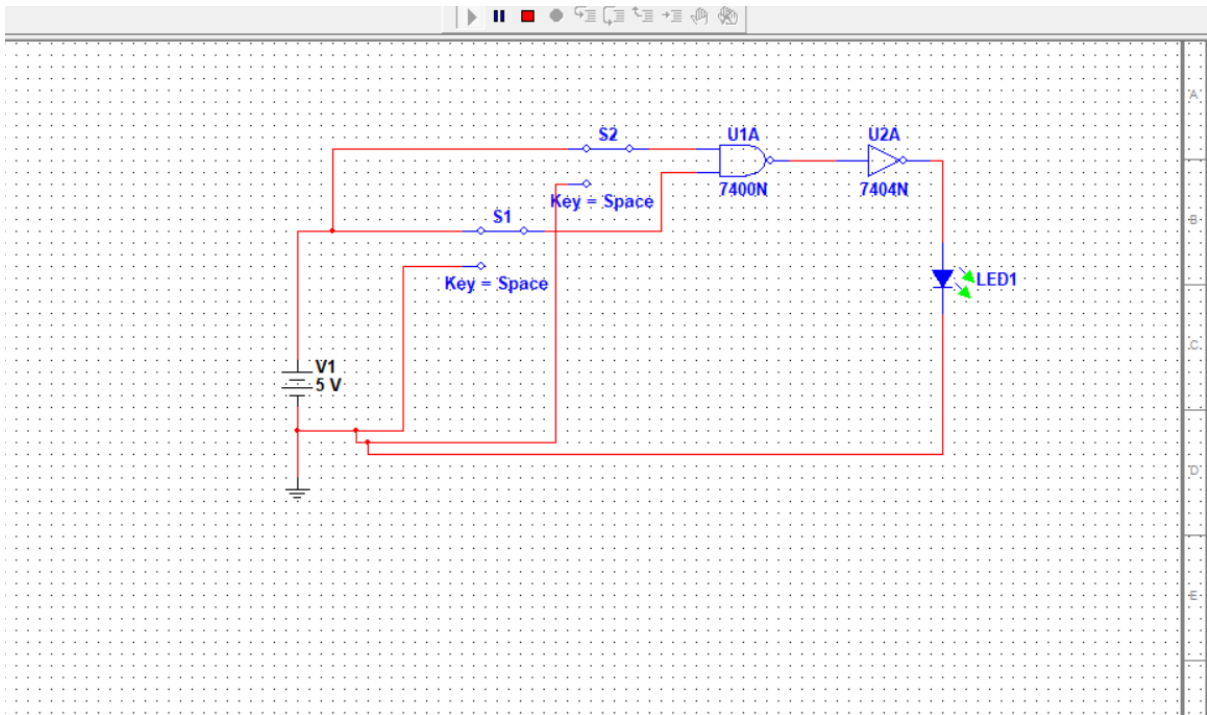 A
S2
U1A
U2A
7400N
7404N
Key = Space
S1
B
Key = Space
LED1
C
V1
5 V
D
E